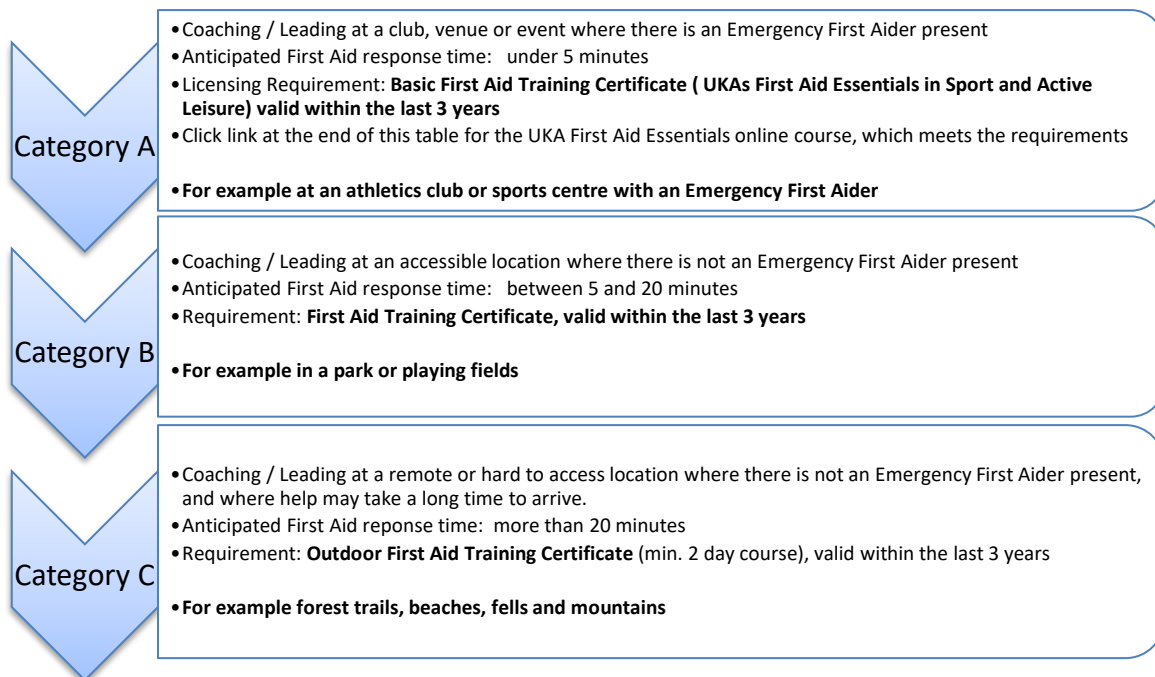 Category A
•Coaching / Leading at a club, venue or event where there is an Emergency First Aider present
•Anticipated First Aid response time:   under 5 minutes
•Licensing Requirement: Basic First Aid Training Certificate ( UKAs First Aid Essentials in Sport and Active
Leisure) valid within the last 3 years
•Click link at the end of this table for the UKA First Aid Essentials online course, which meets the requirements
•For example at an athletics club or sports centre with an Emergency First Aider
Category B
•Coaching / Leading at an accessible location where there is not an Emergency First Aider present
•Anticipated First Aid response time:   between 5 and 20 minutes
•Requirement: First Aid Training Certificate, valid within the last 3 years
•For example in a park or playing fields
Category C
•Coaching / Leading at a remote or hard to access location where there is not an Emergency First Aider present,
and where help may take a long time to arrive.
•Anticipated First Aid reponse time:  more than 20 minutes
•Requirement: Outdoor First Aid Training Certificate (min. 2 day course), valid within the last 3 years
•For example forest trails, beaches, fells and mountains